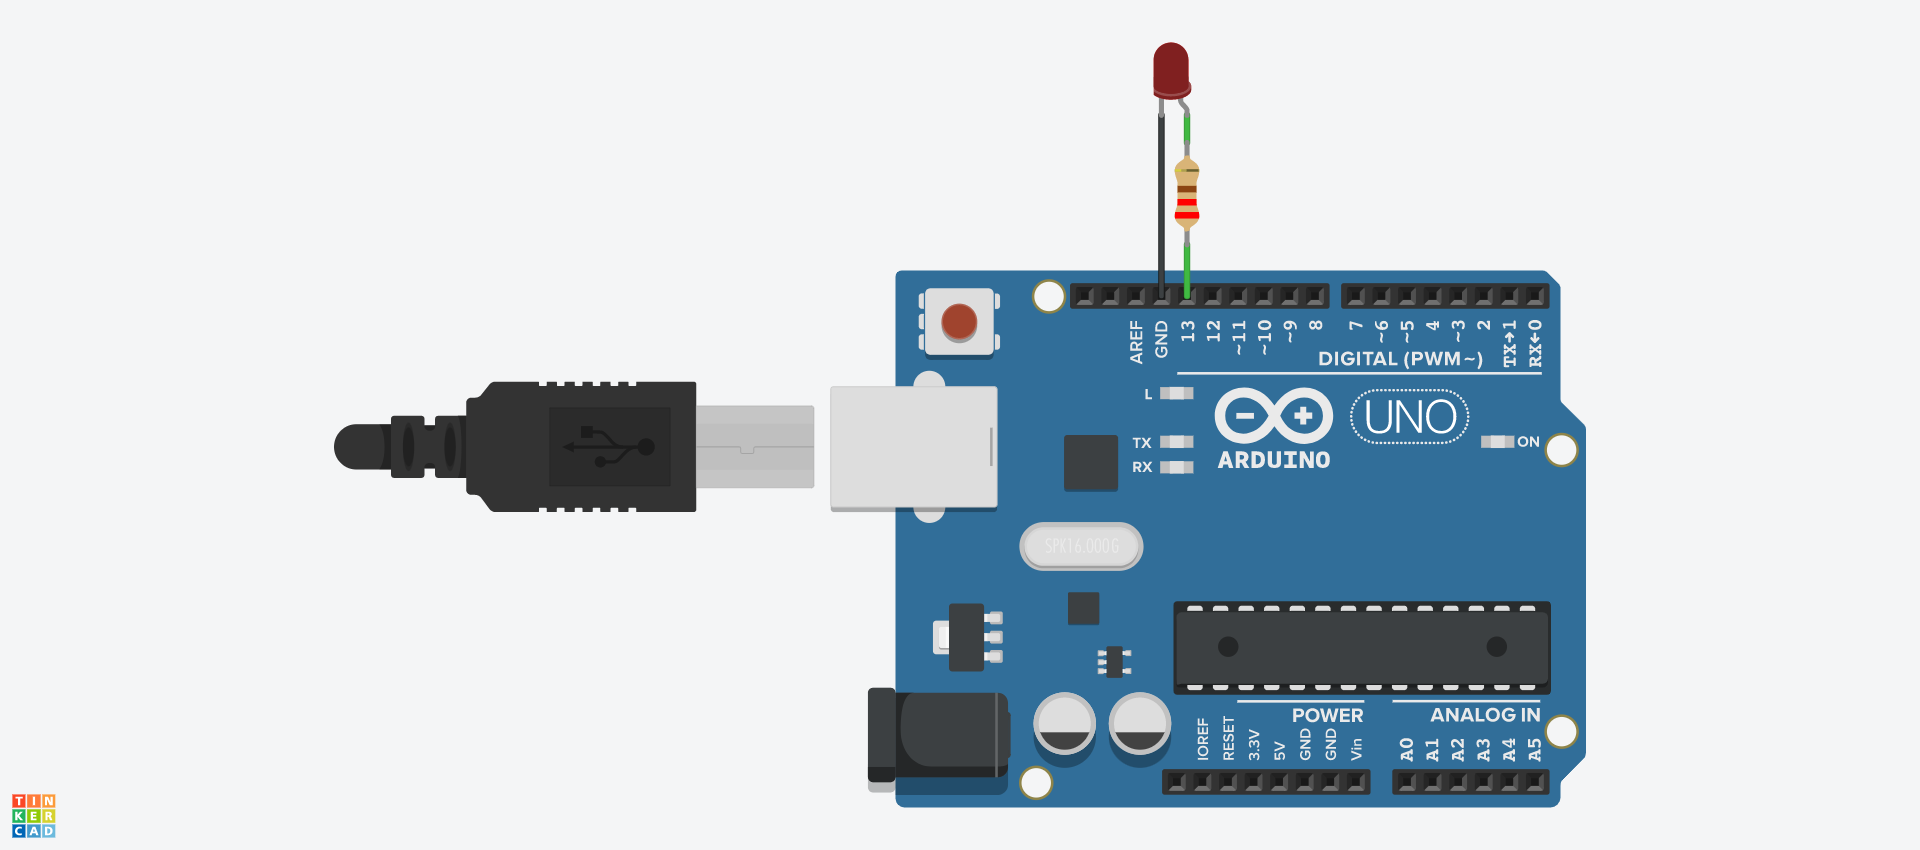 AREF
GND
13
12
~11
~10
~9
8
7
~6
~5
4
~3
2
TX→1
RX←0
DIGITAL (PWM~)
L
TX
RX
ARDUINO
UNO
ON
SPK16.000G
POWER
ANALOG IN
IOREF
RESET
3.3V
5V
GND
GND
Vin
A0
A1
A2
A3
A4
A5
TIN
KER
CAD